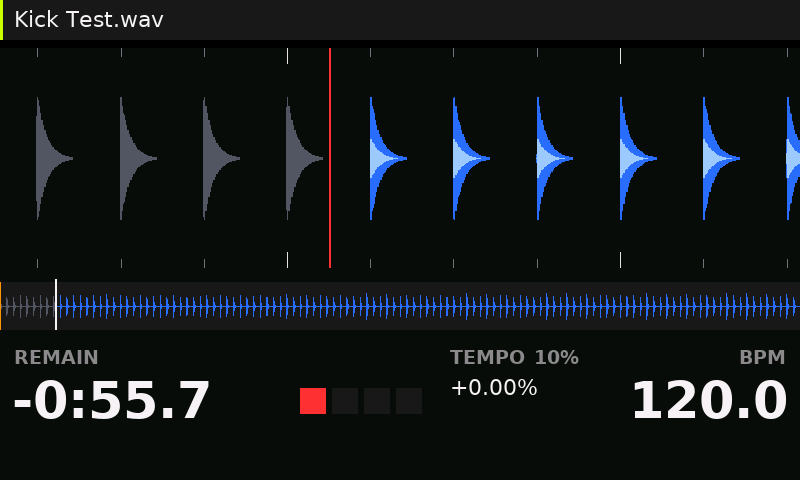 Kick Test.wav
REMAIN
-0:55.7
TEMPO 10%
+0.00%
BPM
120.0